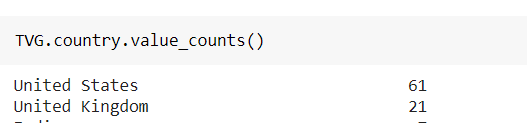 TVG.country.value_counts()
United States 61
United Kingdom 21